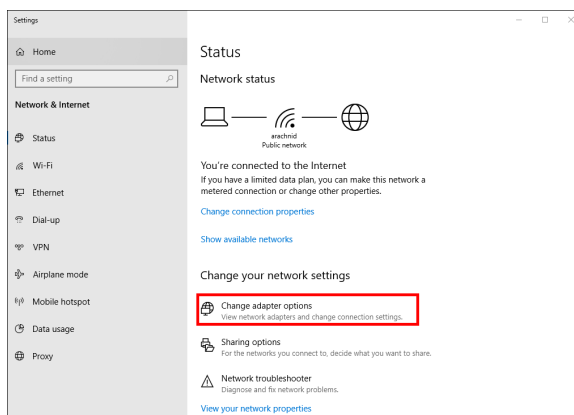 Settings
Home
Find a setting
Network & Internet
Status
Wi-Fi
Ethernet
Dial-up
VPN
Airplane mode
Mobile hotspot
Data usage
Proxy
Status
Network status
arachnid
Public network
You're connected to the Internet
If you have a limited data plan, you can make this network a
metered connection or change other properties.
Change connection properties
Show available networks
Change your network settings
Change adapter options
View network adapters and change connection settings.
Sharing options
For the networks you connect to, decide what you want to share.
Network troubleshooter
Diagnose and fix network problems.
View your network properties